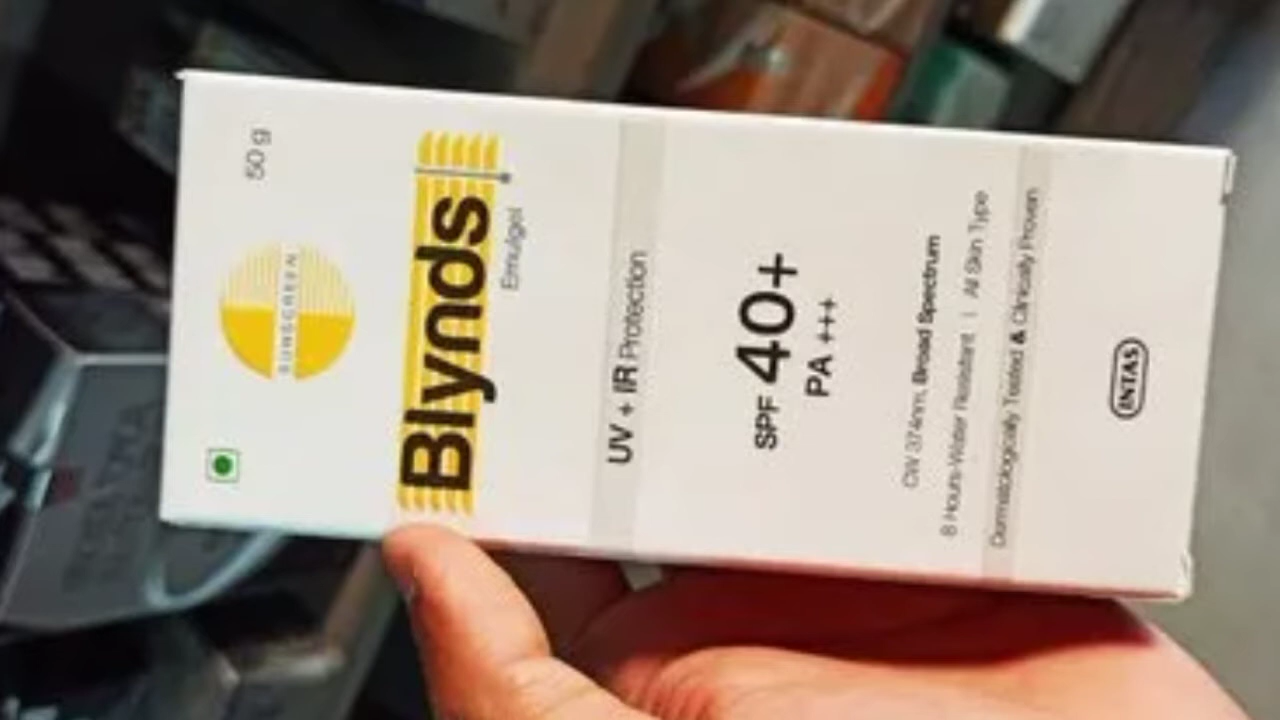 50 g
SUNSCREEN
Blynds
Emulgel
UV + IR Protection
SPF 40+
PA +++
CW 374nm, Broad Spectrum
8 Hours-Water Resistant | All Skin Type
Dermatologically Tested & Clinically Proven
INTAS